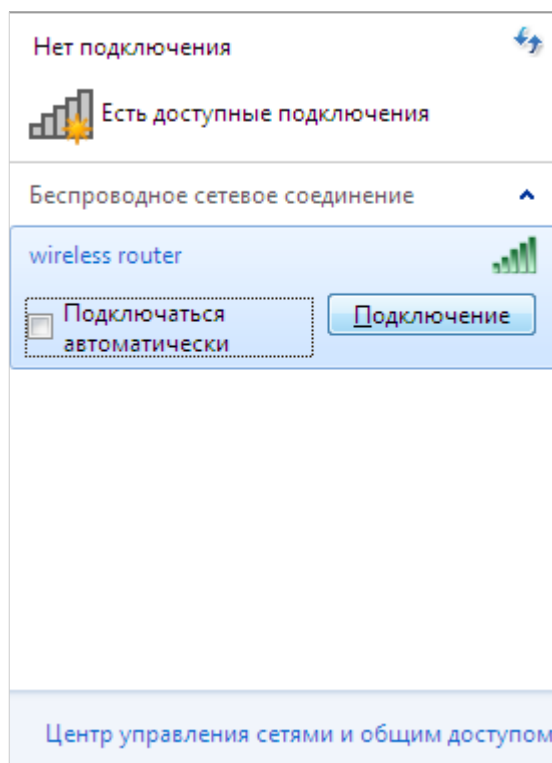 Нет подключения
Есть доступные подключения
Беспроводное сетевое соединение
wireless router
Подключаться
автоматически
Подключение
Центр управления сетями и общим доступом